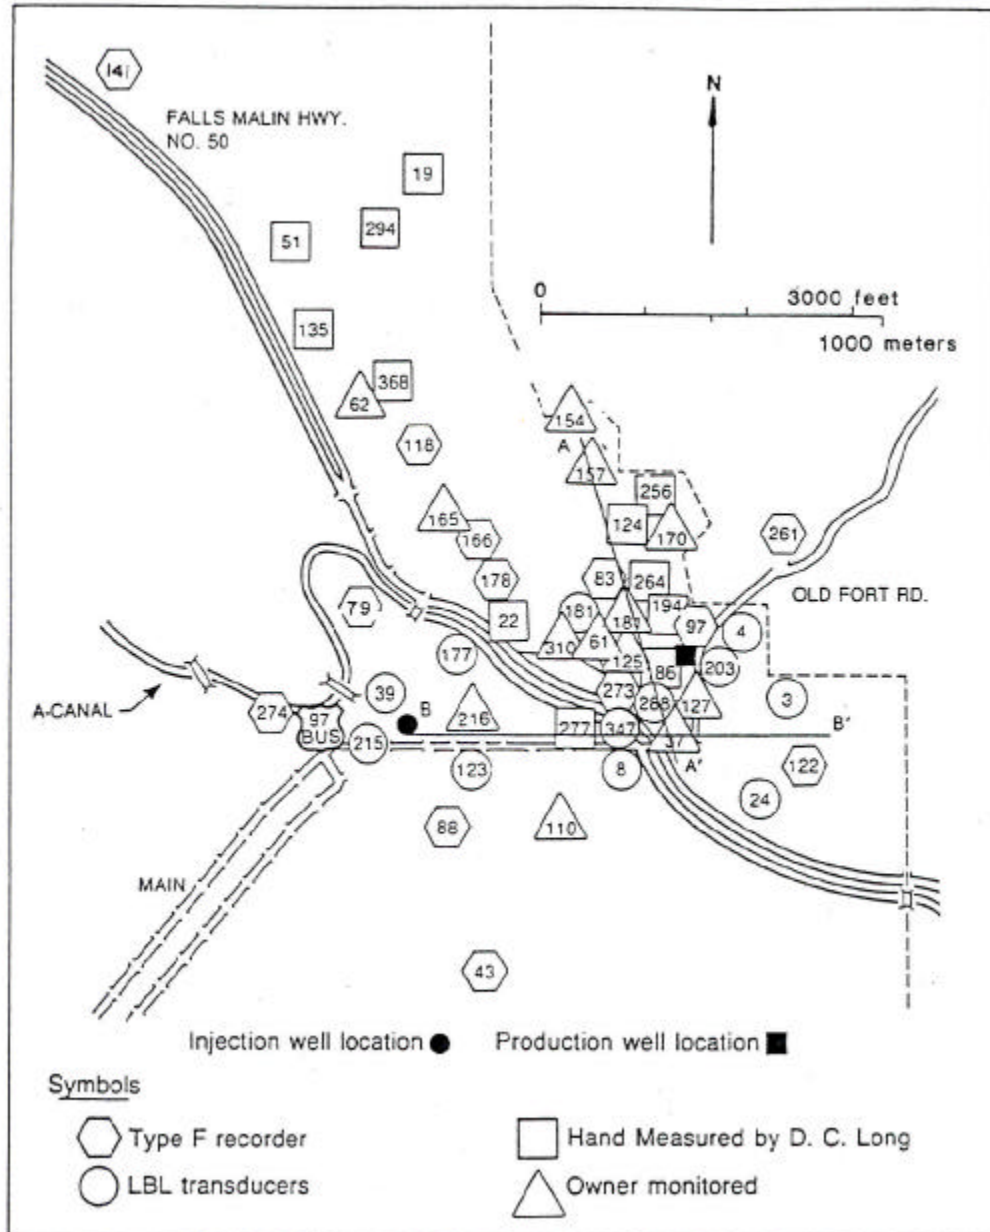 141
FALLS MALIN HWY.
NO. 50
N
19
294
51
0
3000 feet
1000 meters
135
368
62
154
A
118
157
256
165
124
170
166
261
178
83
264
79
181
181
194
OLD FORT RD.
22
97
4
310
61
177
125
203
86
39
273
3
A-CANAL
274
97
BUS
B
216
288
127
277
347
37
B'
215
A'
123
8
122
24
88
110
MAIN
43
Injection well location
Production well location
Symbols
Type F recorder
Hand Measured by D. C. Long
LBL transducers
Owner monitored